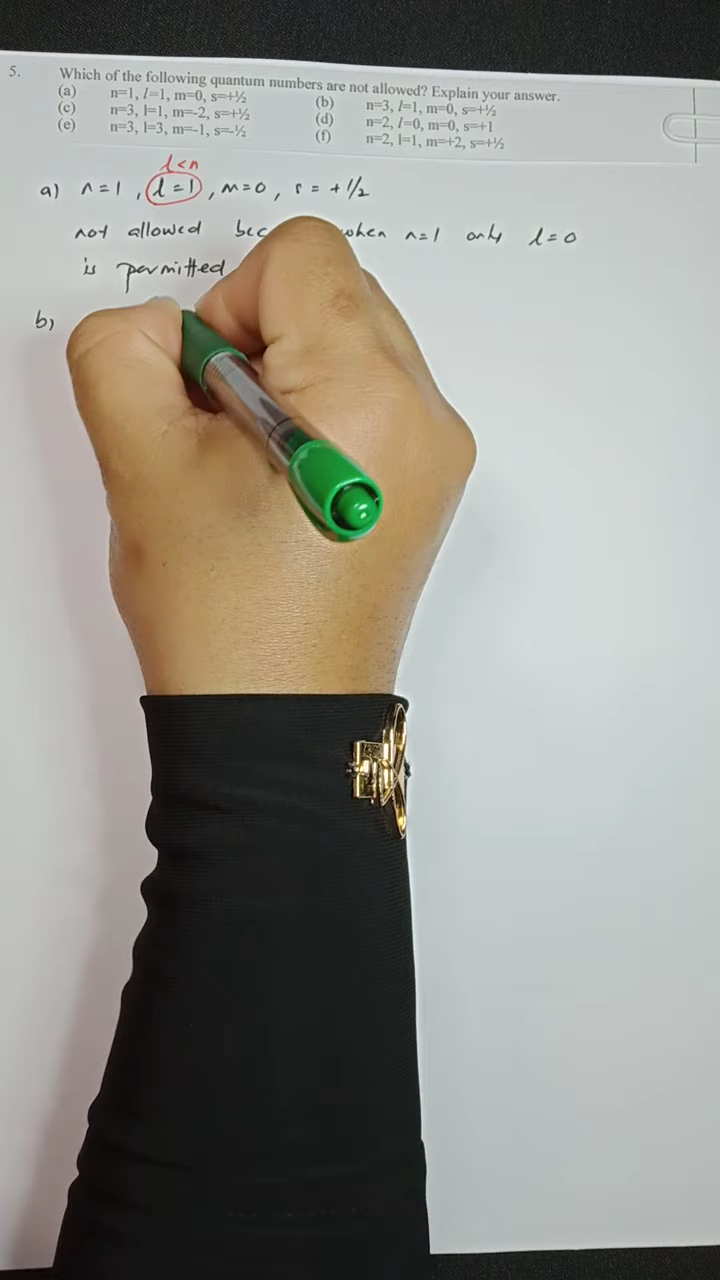 5. Which of the following quantum numbers are not allowed? Explain your answer.
(a) n=1, l=1, m=0, s=+½ (b) n=3, l=1, m=0, s=+½
(c) n=3, l=1, m=-2, s=+½ (d) n=2, l=0, m=0, s=+1
(e) n=3, l=3, m=-1, s=-½ (f) n=2, l=1, m=+2, s=+½
l<n
a) n=1, l=1, m=0, s=+1/2
not allowed when n=1 only l=0
is permitted
b)